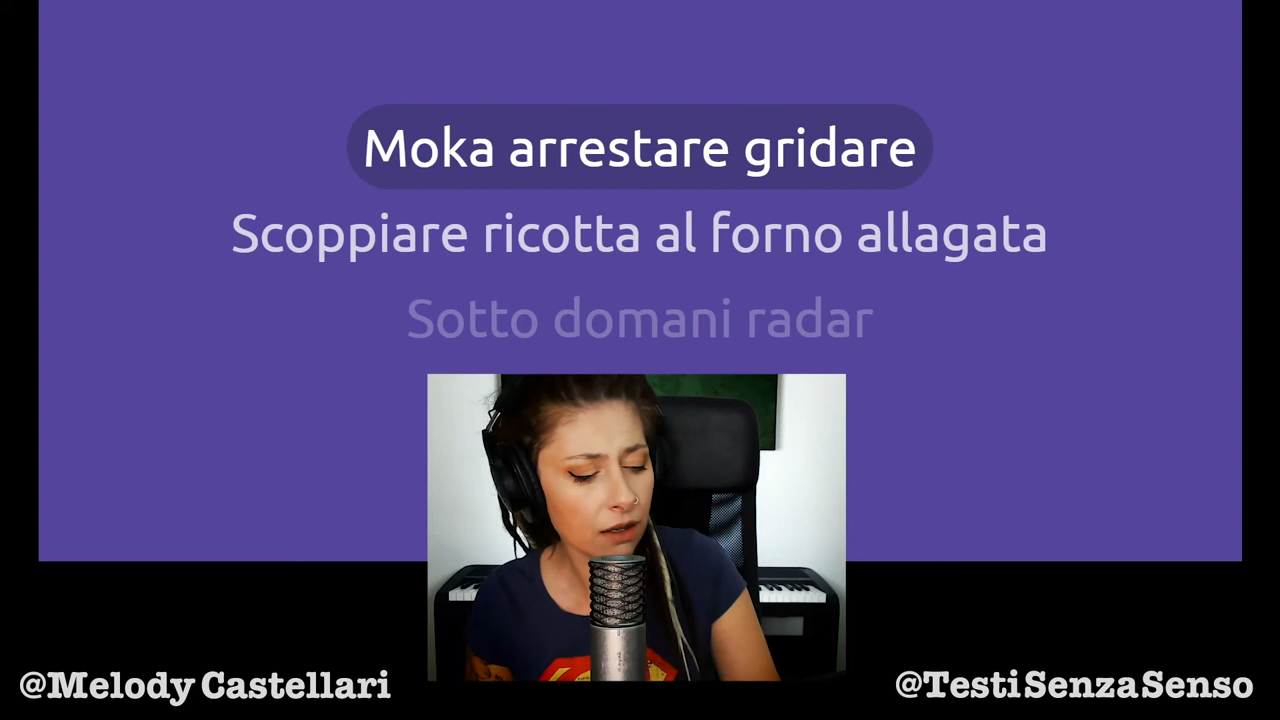 Moka arrestare gridare
Scoppiare ricotta al forno allagata
Sotto domani radar
@Melody Castellari
@TestiSenzaSenso